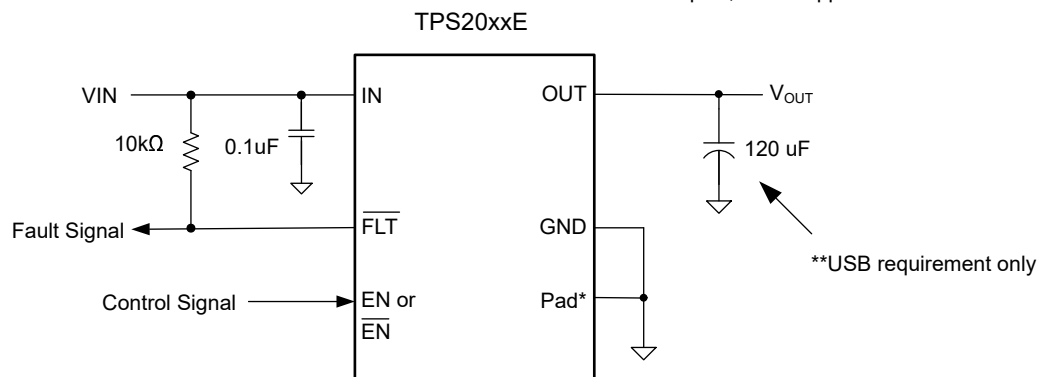 TPS20xxE
VIN
IN
OUT
V_OUT
10kΩ
0.1uF
120 uF
Fault Signal
FLT
GND
**USB requirement only
Control Signal
EN or
EN
Pad*